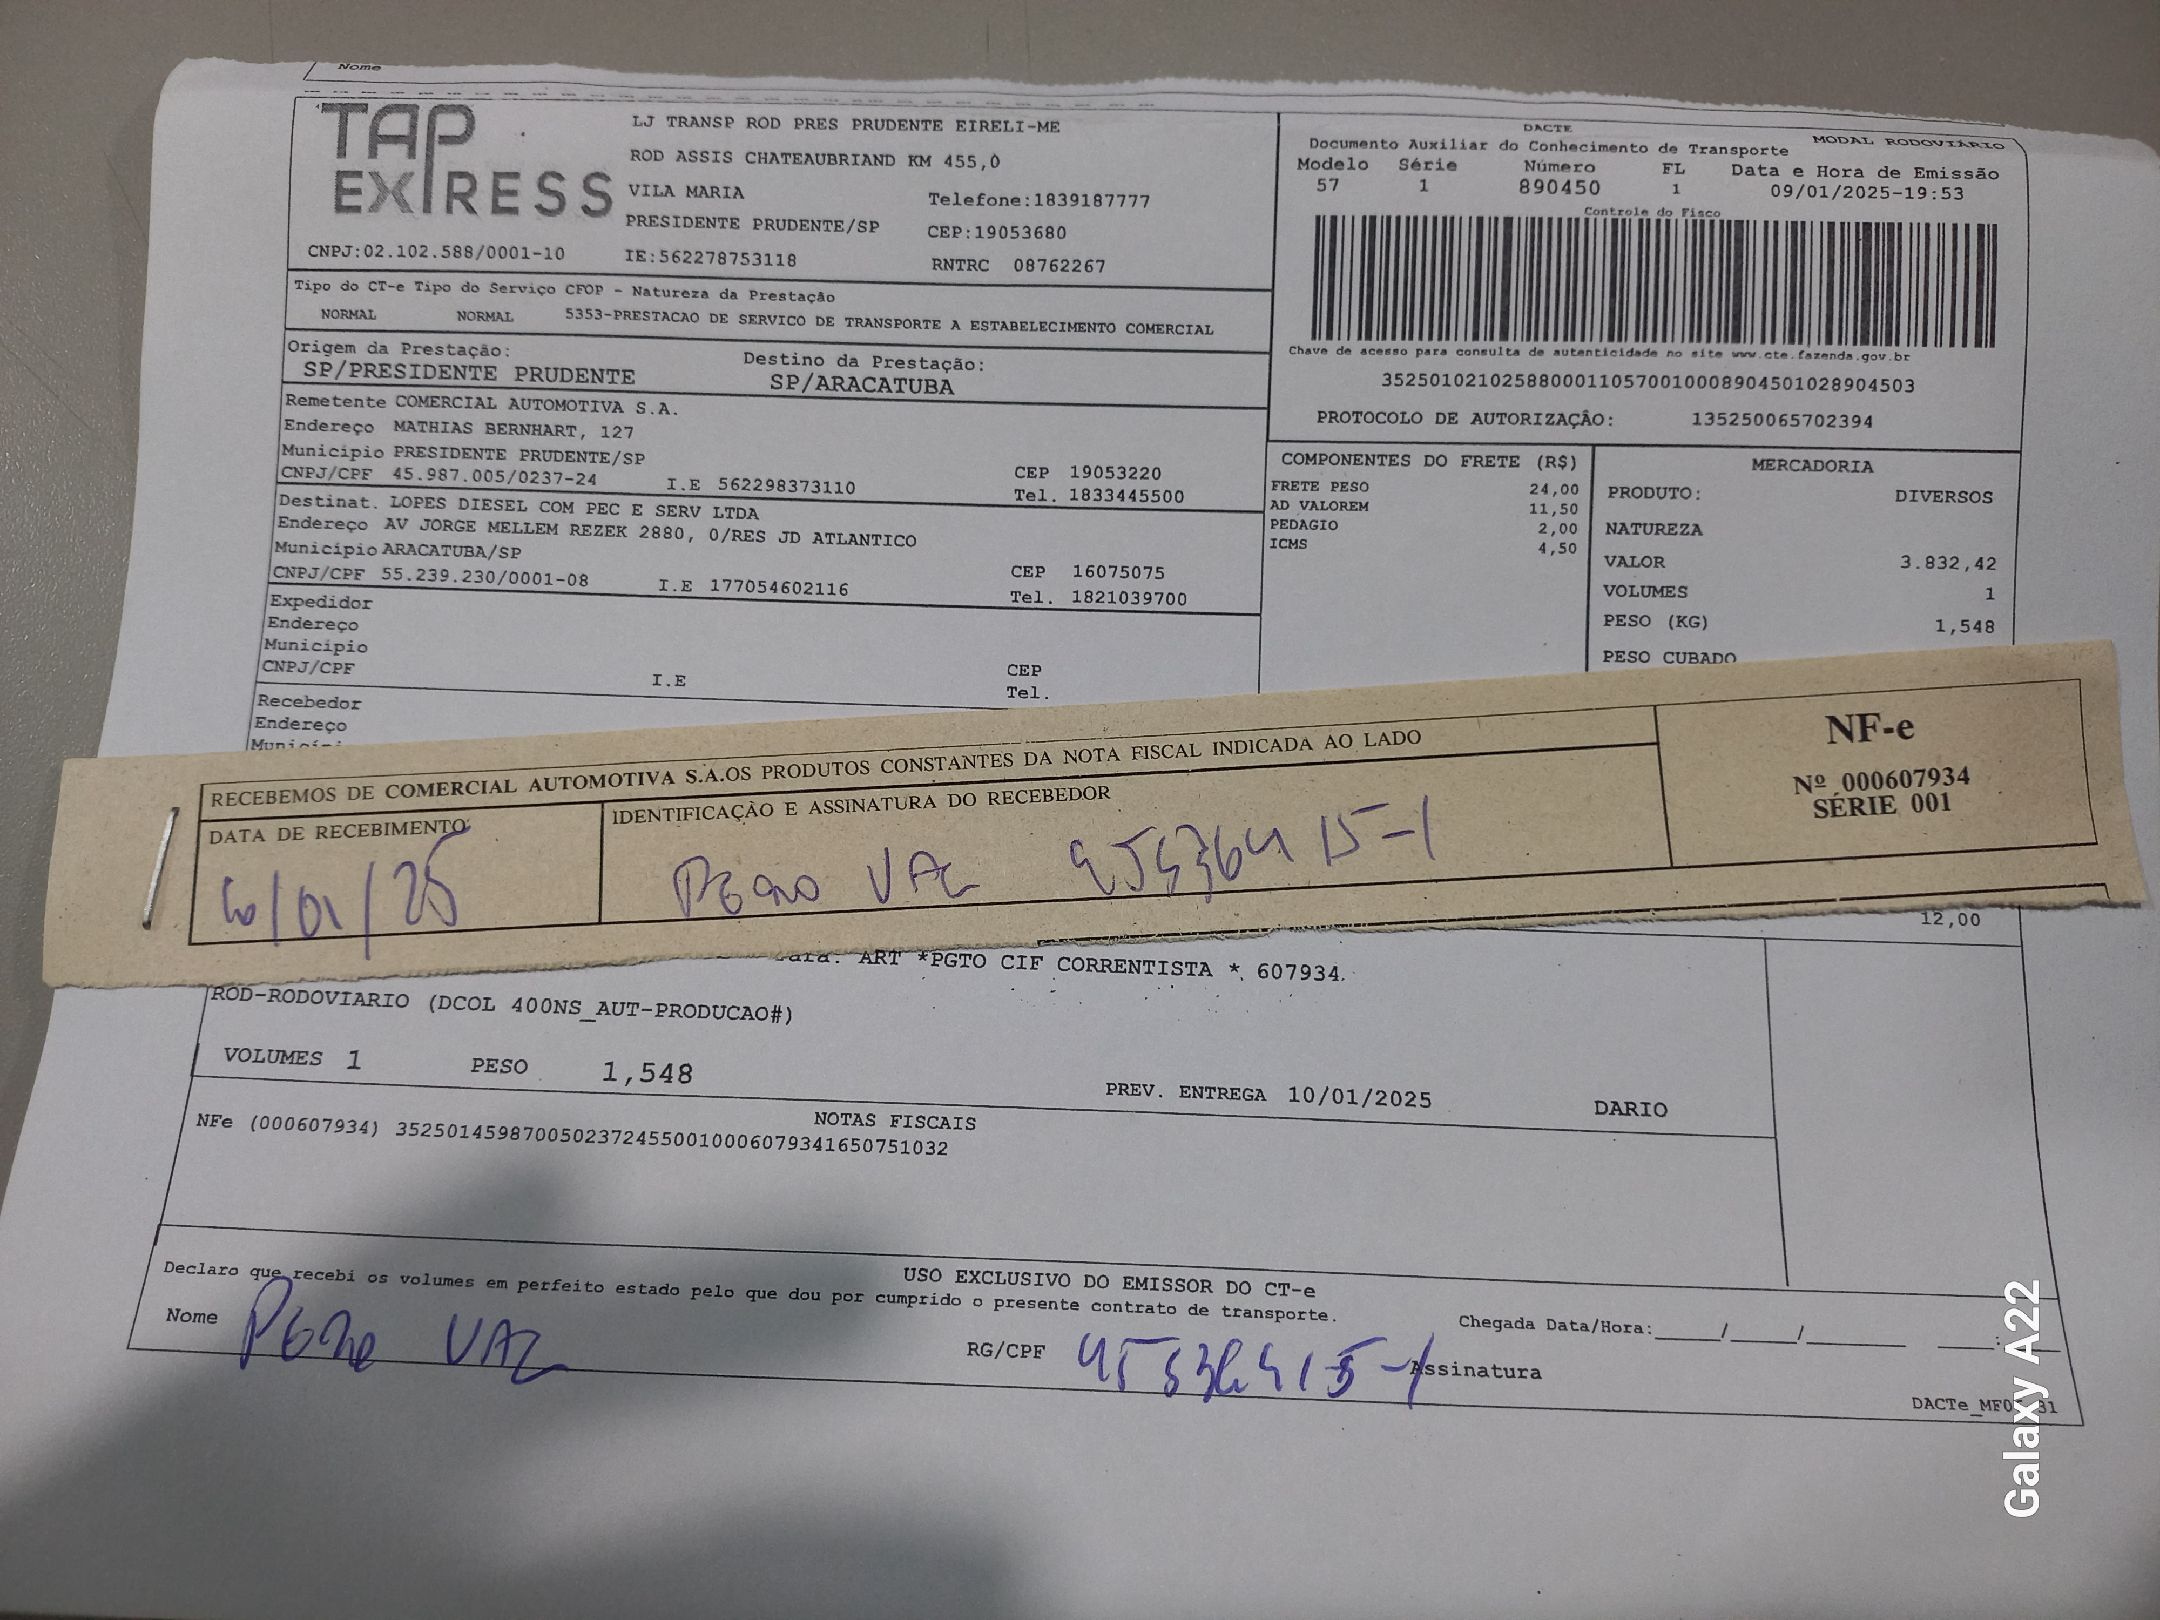 Nome
TAP EXPRESS
LJ TRANSP ROD PRES PRUDENTE EIRELI-ME
ROD ASSIS CHATEAUBRIAND KM 455,0
VILA MARIA Telefone:1839187777
PRESIDENTE PRUDENTE/SP CEP:19053680
CNPJ:02.102.588/0001-10 IE:562278753118 RNTRC 08762267
DACTE
Documento Auxiliar do Conhecimento de Transporte MODAL RODOVIÁRIO
Modelo Série Número FL Data e Hora de Emissão
57 1 890450 1 09/01/2025-19:53
Controle do Fisco
Chave de acesso para consulta de autenticidade no site www.cte.fazenda.gov.br
35250102102588000110570010008904501028904503
PROTOCOLO DE AUTORIZAÇÃO: 135250065702394
Tipo do CT-e Tipo do Serviço CFOP - Natureza da Prestação
NORMAL NORMAL 5353-PRESTACAO DE SERVICO DE TRANSPORTE A ESTABELECIMENTO COMERCIAL
Origem da Prestação: Destino da Prestação:
SP/PRESIDENTE PRUDENTE SP/ARACATUBA
Remetente COMERCIAL AUTOMOTIVA S.A.
Endereço MATHIAS BERNHART, 127
Município PRESIDENTE PRUDENTE/SP CEP 19053220
CNPJ/CPF 45.987.005/0237-24 I.E 562298373110 Tel. 1833445500
Destinat. LOPES DIESEL COM PEC E SERV LTDA
Endereço AV JORGE MELLEM REZEK 2880, 0/RES JD ATLANTICO
Município ARACATUBA/SP CEP 16075075
CNPJ/CPF 55.239.230/0001-08 I.E 177054602116 Tel. 1821039700
Expedidor
Endereço
Município
CNPJ/CPF I.E CEP
Tel.
Recebedor
Endereço
COMPONENTES DO FRETE (R$)
FRETE PESO 24,00
AD VALOREM 11,50
PEDAGIO 2,00
ICMS 4,50
MERCADORIA
PRODUTO: DIVERSOS
NATUREZA
VALOR 3.832,42
VOLUMES 1
PESO (KG) 1,548
PESO CUBADO
RECEBEMOS DE COMERCIAL AUTOMOTIVA S.A.OS PRODUTOS CONSTANTES DA NOTA FISCAL INDICADA AO LADO
DATA DE RECEBIMENTO IDENTIFICAÇÃO E ASSINATURA DO RECEBEDOR
10/01/25 VAZ
NF-e
Nº 000607934
SÉRIE 001
12,00
ART *PGTO CIF CORRENTISTA *. 607934.
ROD-RODOVIARIO (DCOL 400NS_AUT-PRODUCAO#)
VOLUMES 1 PESO 1,548
PREV. ENTREGA 10/01/2025 DARIO
NOTAS FISCAIS
NFe (000607934) 35250145987005023724550010006079341650751032
USO EXCLUSIVO DO EMISSOR DO CT-e
Declaro que recebi os volumes em perfeito estado pelo que dou por cumprido o presente contrato de transporte.
Nome VAZ RG/CPF Assinatura
Chegada Data/Hora:_____/_____/__________ ___:___
Galaxy A22